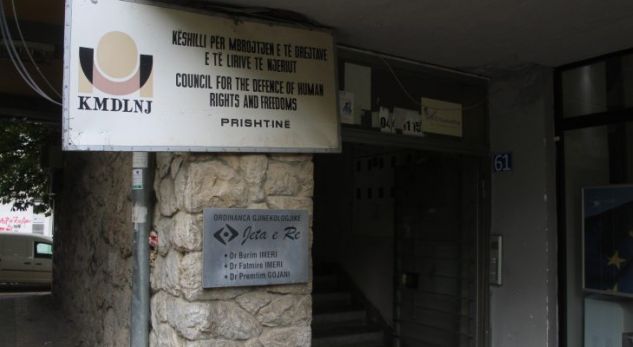 KËSHILLI PËR MBROJTJEN E TË DREJTAVE
E TË LIRIVE TE NJERIUT
COUNCIL FOR THE DEFENCE OF HUMAN
RIGHTS AND FREEDOMS
PRISHTINË
KMDLNJ
61
ORDINANCA GJINEKOLOGJIKE
Jeta e Re
• Dr Burim IMERI
• Dr Fatmire IMERI
• Dr Premtim GOJANI